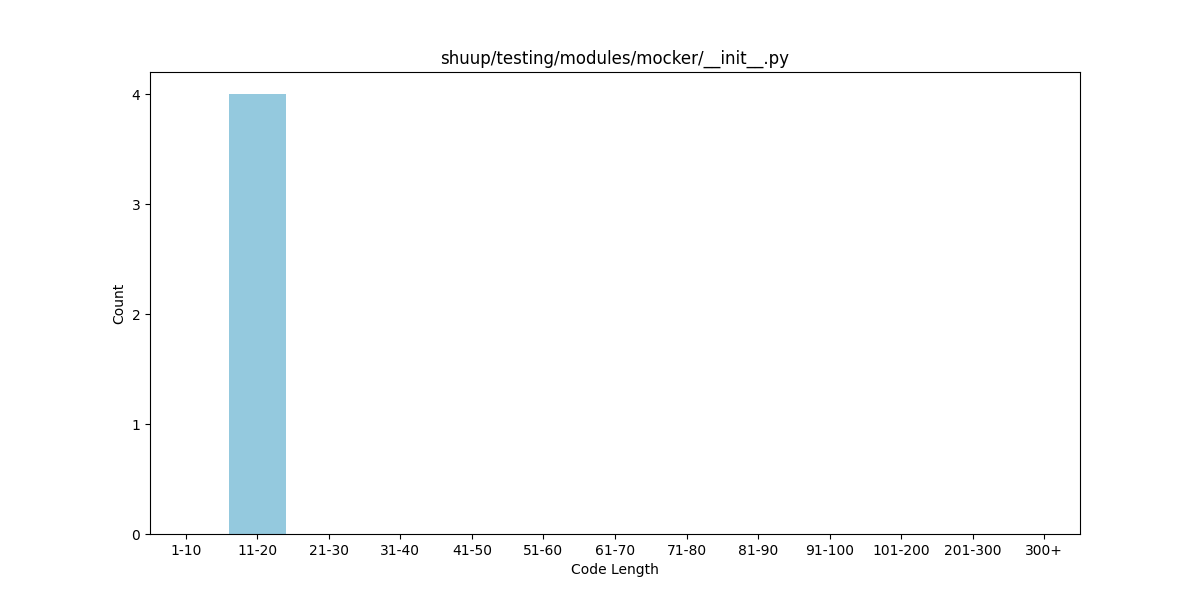 shuup/testing/modules/mocker/__init__.py
4
3
2
1
0
Count
1-10 11-20 21-30 31-40 41-50 51-60 61-70 71-80 81-90 91-100 101-200 201-300 300+
Code Length